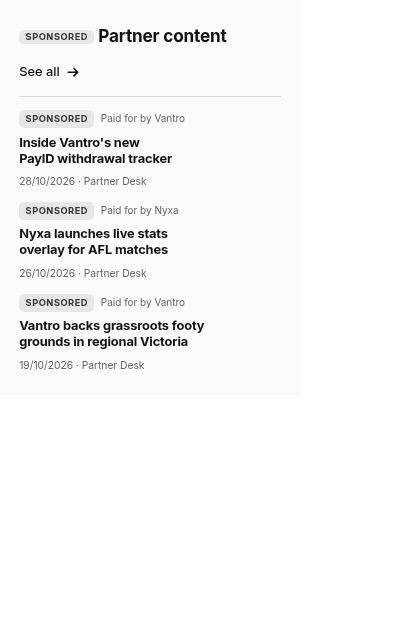 SPONSORED Partner content
See all →
SPONSORED Paid for by Vantro
Inside Vantro's new
PayID withdrawal tracker
28/10/2026 · Partner Desk
SPONSORED Paid for by Nyxa
Nyxa launches live stats
overlay for AFL matches
26/10/2026 · Partner Desk
SPONSORED Paid for by Vantro
Vantro backs grassroots footy
grounds in regional Victoria
19/10/2026 · Partner Desk